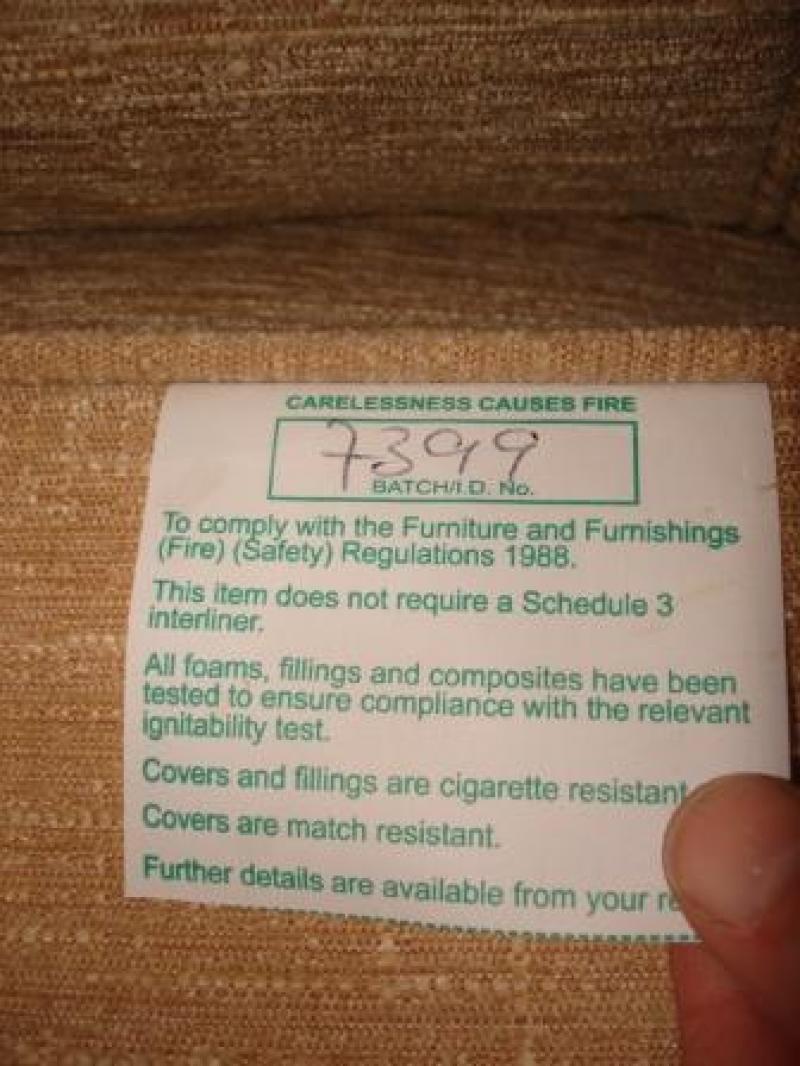 CARELESSNESS CAUSES FIRE
7399
BATCH/I.D. No.
To comply with the Furniture and Furnishings
(Fire) (Safety) Regulations 1988.
This item does not require a Schedule 3
interliner.
All foams, fillings and composites have been
tested to ensure compliance with the relevant
ignitability test.
Covers and fillings are cigarette resistant
Covers are match resistant.
Further details are available from your